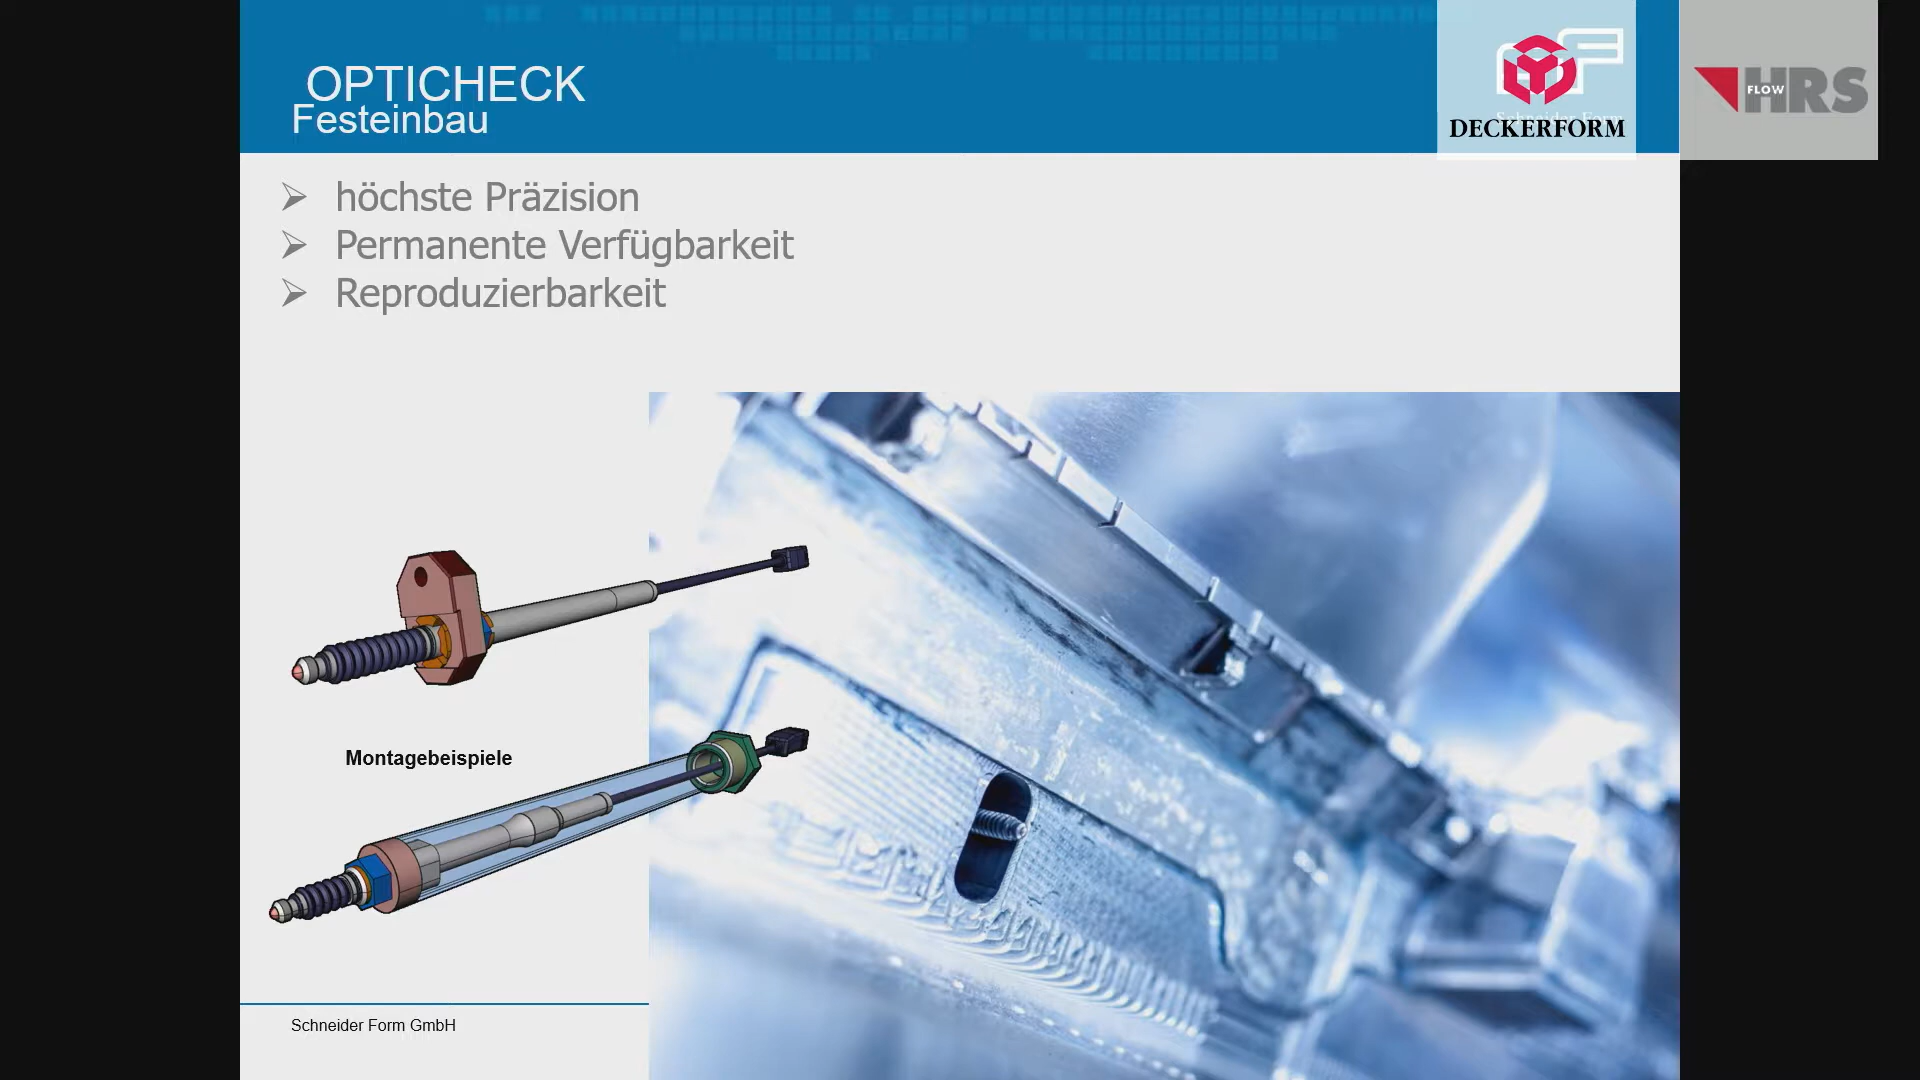 OPTICHECK
Festeinbau
DECKERFORM
FLOW
HRS
höchste Präzision
Permanente Verfügbarkeit
Reproduzierbarkeit
Montagebeispiele
Schneider Form GmbH